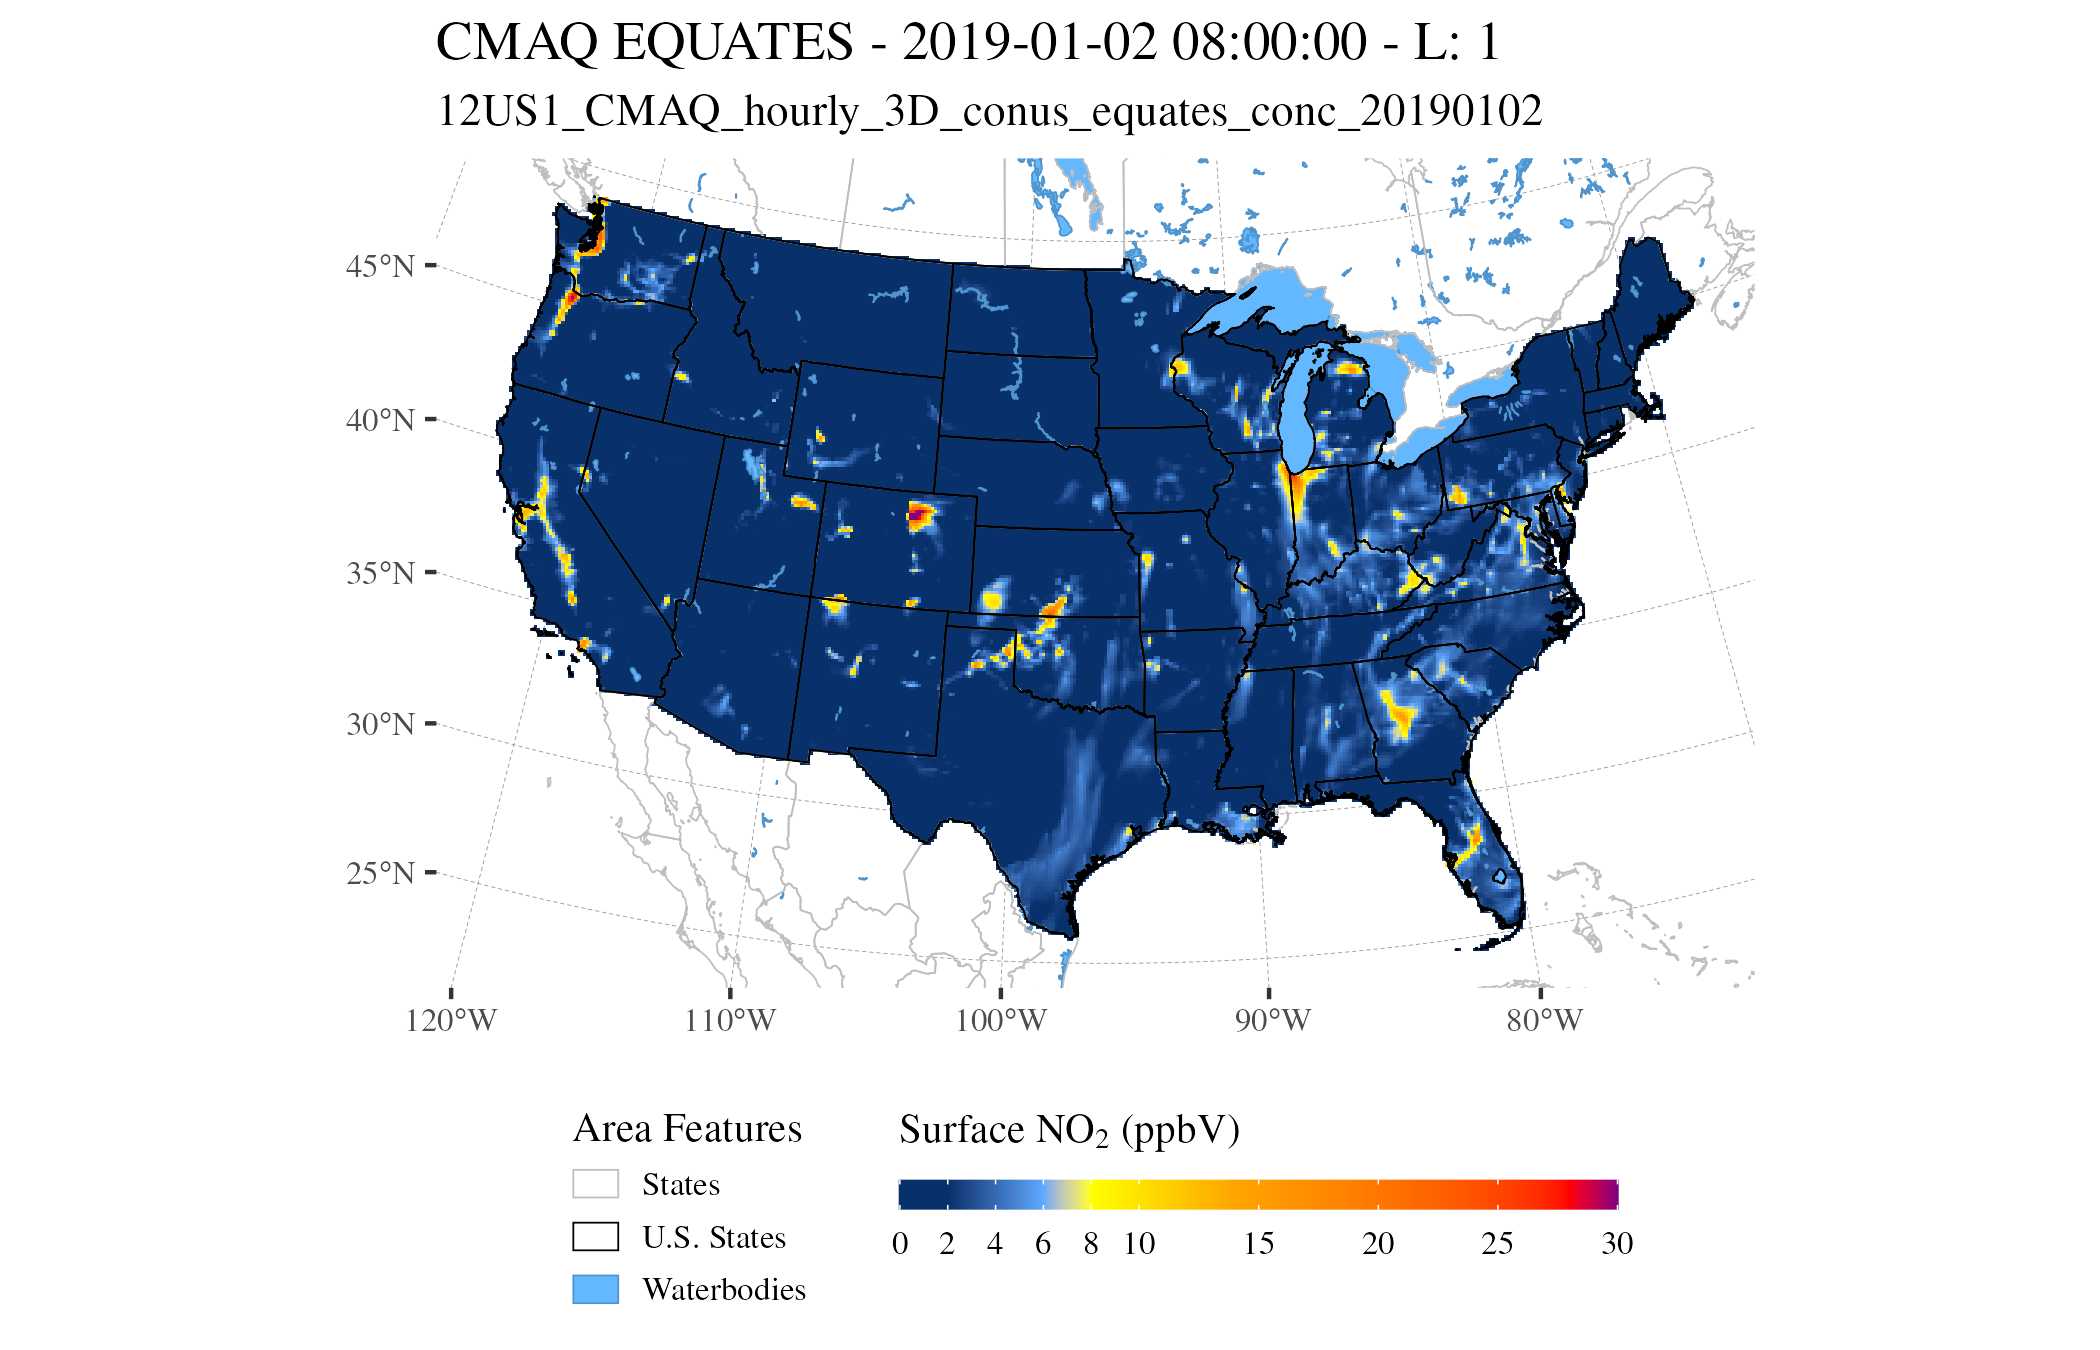 CMAQ EQUATES - 2019-01-02 08:00:00 - L: 1
12US1_CMAQ_hourly_3D_conus_equates_conc_20190102
45°N
40°N
35°N
30°N
25°N
120°W 110°W 100°W 90°W 80°W
Area Features
States
U.S. States
Waterbodies
Surface NO₂ (ppbV)
0 2 4 6 8 10 15 20 25 30